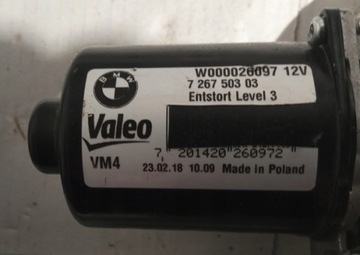 BMW
W000026097 12V
7 267 503 03
Entstort Level 3
Valeo
7," 201420"260972 "
VM4
23.02.18 10.09 Made in Poland